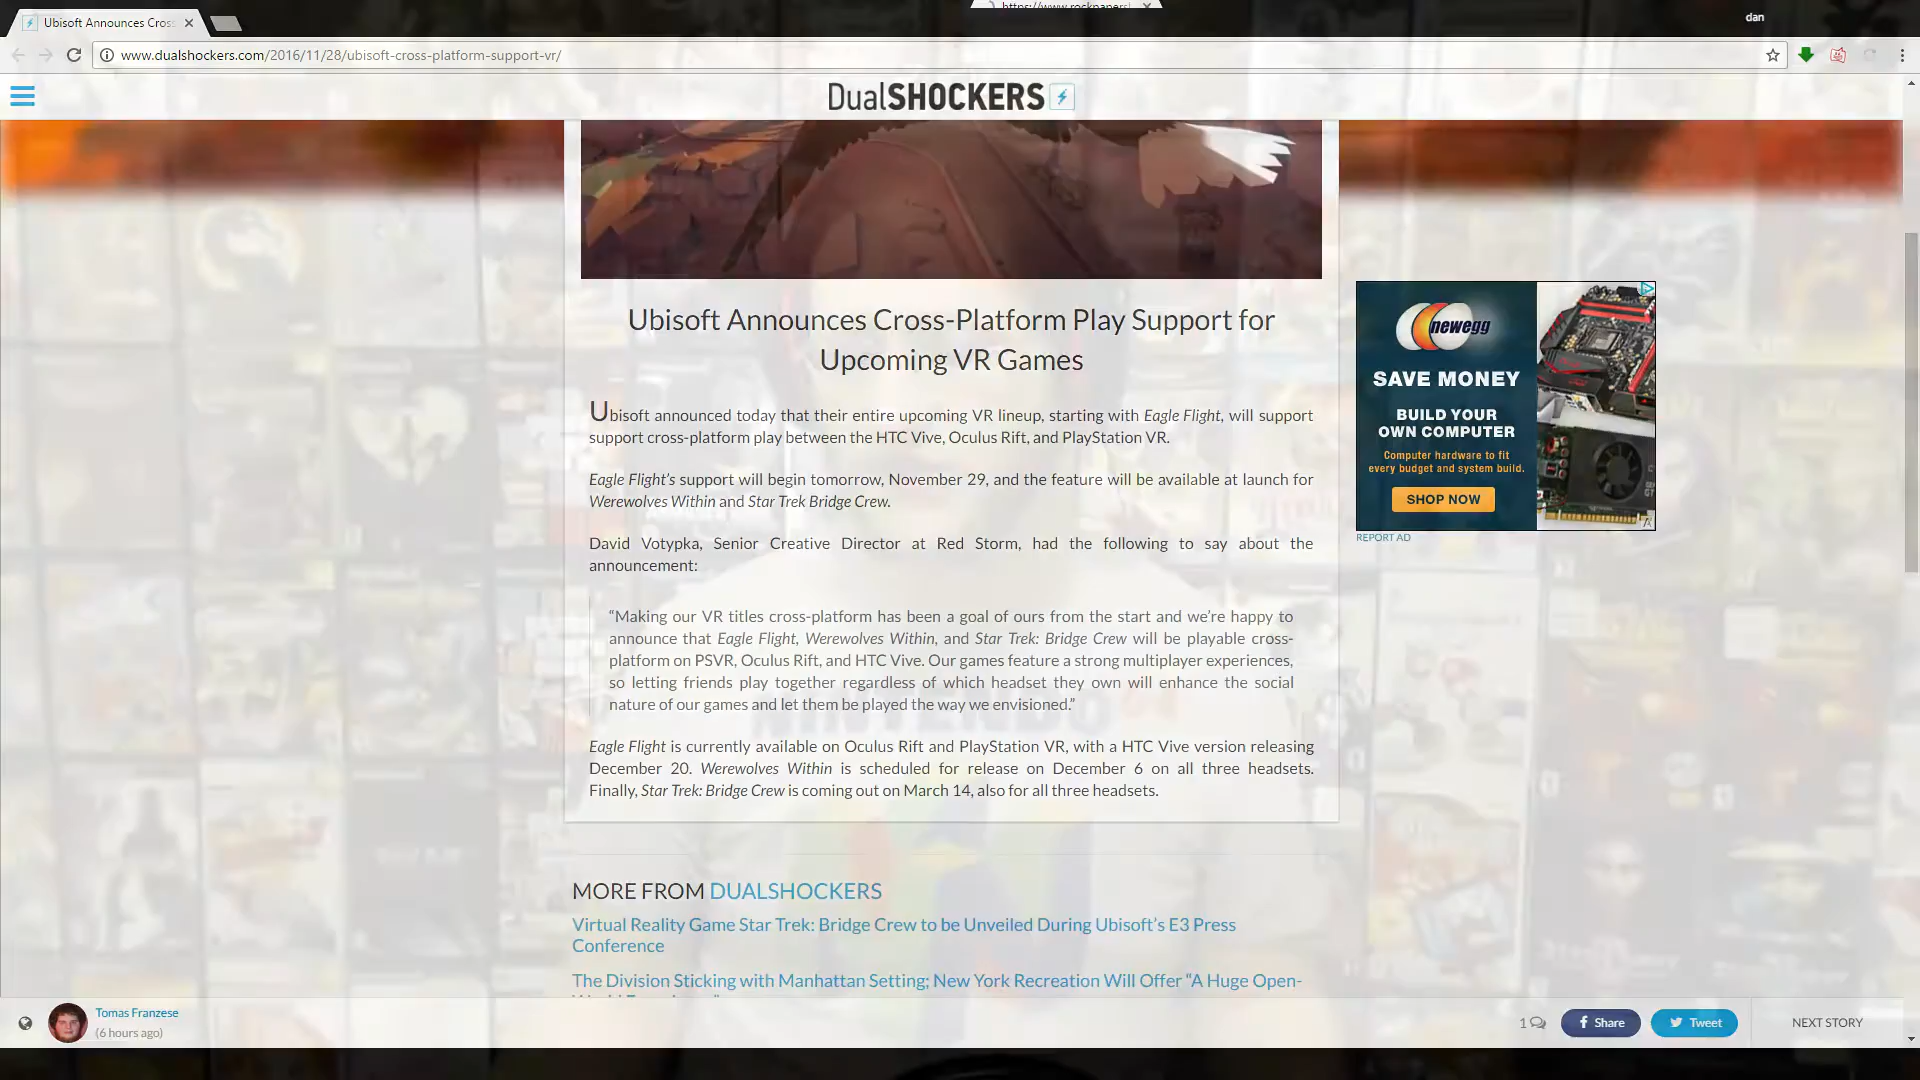 https://www.rockpapers
Ubisoft Announces Cros
dan
www.dualshockers.com/2016/11/28/ubisoft-cross-platform-support-vr/
DualSHOCKERS
Ubisoft Announces Cross-Platform Play Support for
Upcoming VR Games
Ubisoft announced today that their entire upcoming VR lineup, starting with Eagle Flight, will support
support cross-platform play between the HTC Vive, Oculus Rift, and PlayStation VR.
Eagle Flight's support will begin tomorrow, November 29, and the feature will be available at launch for
Werewolves Within and Star Trek Bridge Crew.
David Votypka, Senior Creative Director at Red Storm, had the following to say about the
announcement:
“Making our VR titles cross-platform has been a goal of ours from the start and we’re happy to
announce that Eagle Flight, Werewolves Within, and Star Trek: Bridge Crew will be playable cross-
platform on PSVR, Oculus Rift, and HTC Vive. Our games feature a strong multiplayer experiences,
so letting friends play together regardless of which headset they own will enhance the social
nature of our games and let them be played the way we envisioned.”
Eagle Flight is currently available on Oculus Rift and PlayStation VR, with a HTC Vive version releasing
December 20. Werewolves Within is scheduled for release on December 6 on all three headsets.
Finally, Star Trek: Bridge Crew is coming out on March 14, also for all three headsets.
newegg
SAVE MONEY
BUILD YOUR
OWN COMPUTER
Computer hardware to fit
every budget and system build.
SHOP NOW
REPORT AD
MORE FROM DUALSHOCKERS
Virtual Reality Game Star Trek: Bridge Crew to be Unveiled During Ubisoft’s E3 Press
Conference
The Division Sticking with Manhattan Setting; New York Recreation Will Offer “A Huge Open-
Tomas Franzese
(6 hours ago)
1
Share
Tweet
NEXT STORY